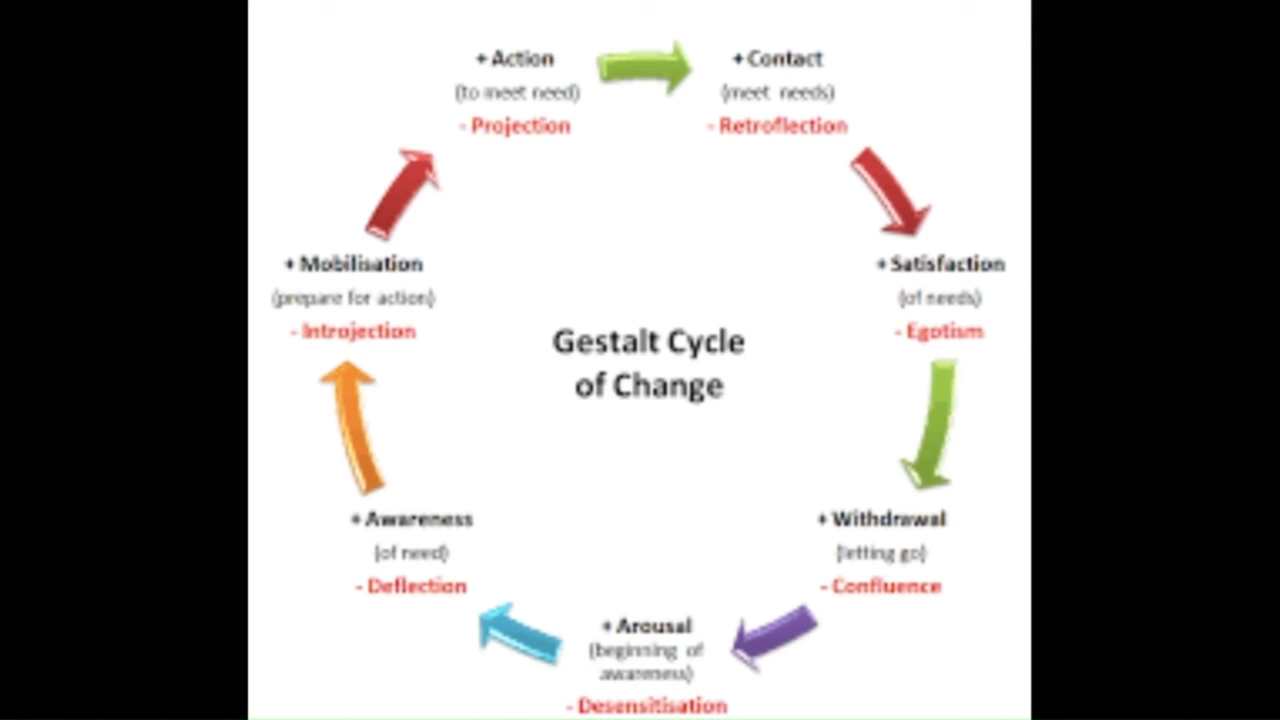 + Action
(to meet need)
- Projection
+ Contact
(meet needs)
- Retroflection
+ Mobilisation
(prepare for action)
- Introjection
+ Satisfaction
(of needs)
- Egotism
Gestalt Cycle
of Change
+ Awareness
(of need)
- Deflection
+ Withdrawal
(letting go)
- Confluence
+ Arousal
(beginning of
awareness)
- Desensitisation